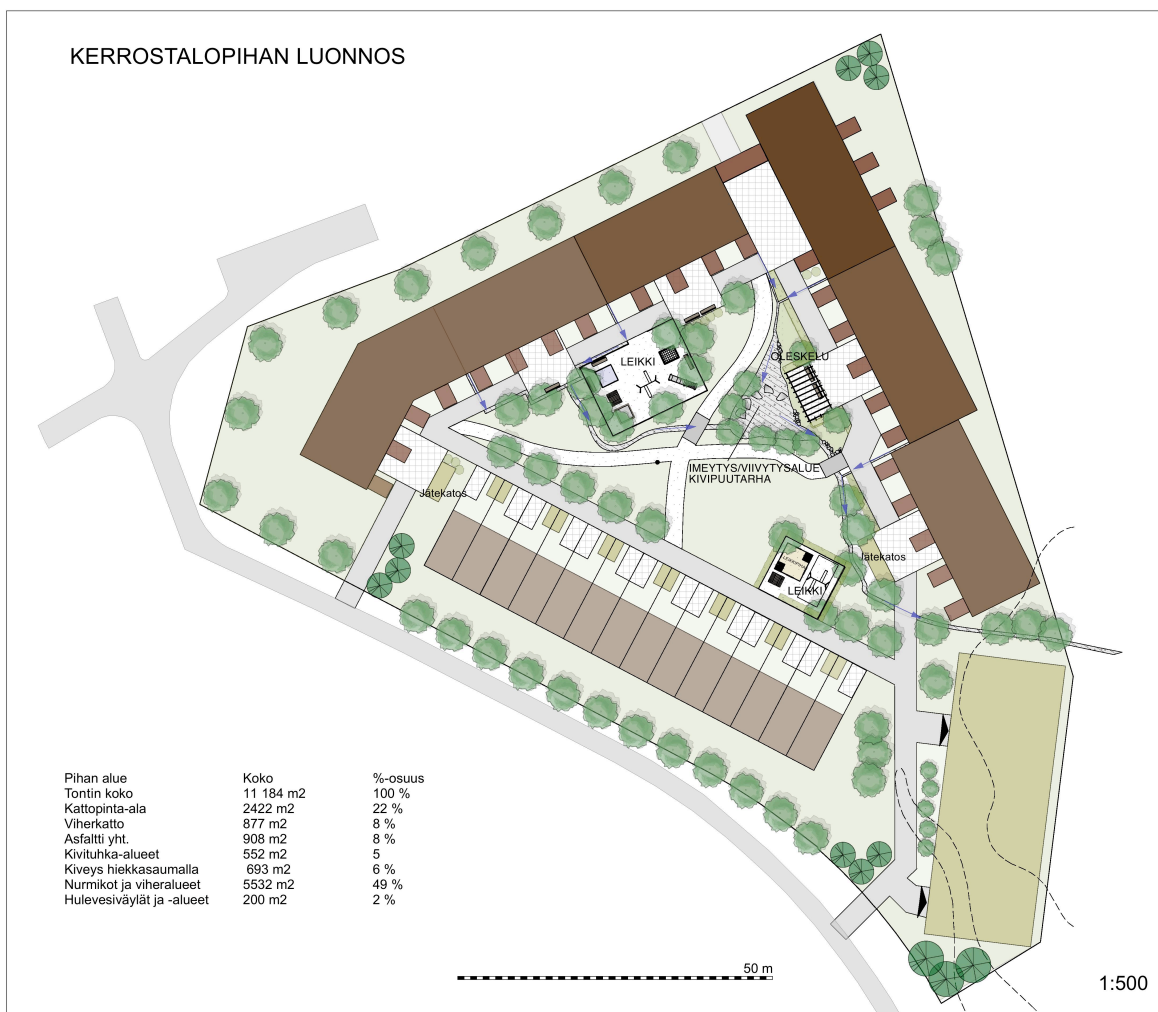 KERROSTALOPIHAN LUONNOS
LEIKKI
OLESKELU
IMEYTYS/VIIVYTYSALUE
KIVIPUUTARHA
Jätekatos
Jätekatos
LEIKKI
Pihan alue Koko %-osuus
Tontin koko 11 184 m2 100 %
Kattopinta-ala 2422 m2 22 %
Viherkatto 877 m2 8 %
Asfaltti yht. 908 m2 8 %
Kivituhka-alueet 552 m2 5
Kiveys hiekkasaumalla 693 m2 6 %
Nurmikot ja viheralueet 5532 m2 49 %
Hulevesiväylät ja -alueet 200 m2 2 %
50 m
1:500